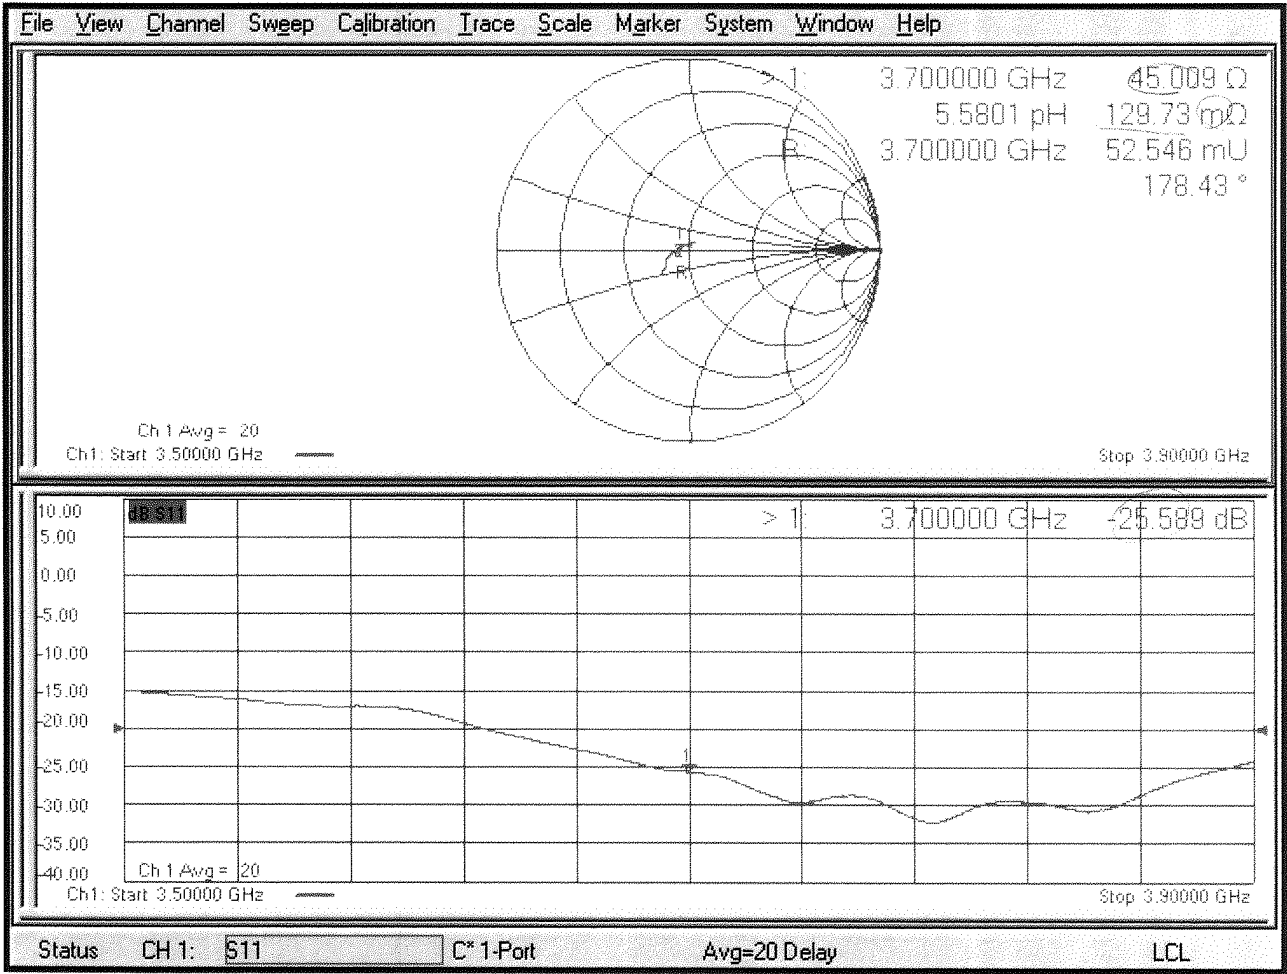 File View Channel Sweep Calibration Trace Scale Marker System Window Help
> 1: 3.700000 GHz 45.009 Ω
5.5801 pH 129.73 mΩ
R: 3.700000 GHz 52.546 mU
178.43 °
1
R
Ch 1 Avg = 20
Ch1: Start 3.50000 GHz
Stop 3.90000 GHz
10.00
dB S11
> 1: 3.700000 GHz -25.589 dB
5.00
0.00
-5.00
-10.00
-15.00
-20.00
1
-25.00
-30.00
-35.00
-40.00
Ch 1 Avg = 20
Ch1: Start 3.50000 GHz
Stop 3.90000 GHz
Status CH 1: S11 C* 1-Port Avg=20 Delay LCL